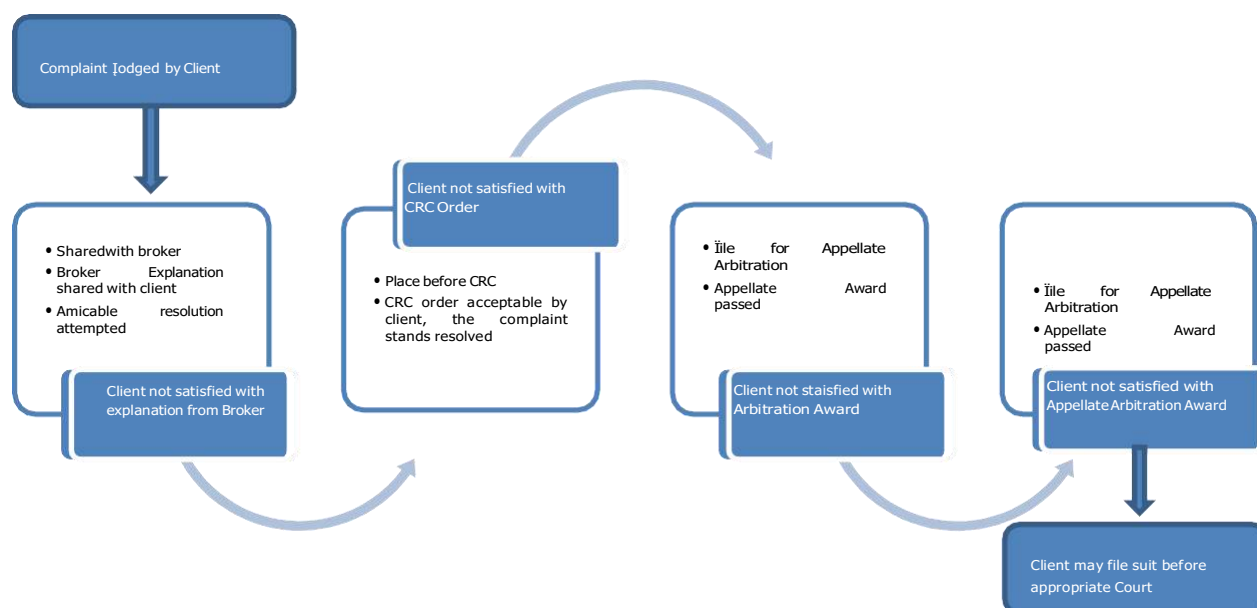 Complaint Įodged by Client
• Sharedwith broker
• Broker Explanation
shared with client
• Amicable resolution
attempted
Client not satisfied with
explanation from Broker
Client not satisfied with
CRC Order
• Place before CRC
• CRC order acceptable by
client, the complaint
stands resolved
• Ïile for Appellate
Arbitration
• Appellate Award
passed
Client not staisfied with
Arbitration Award
• Ïile for Appellate
Arbitration
• Appellate Award
passed
Client not satisfied with
Appellate Arbitration Award
Client may file suit before
appropriate Court